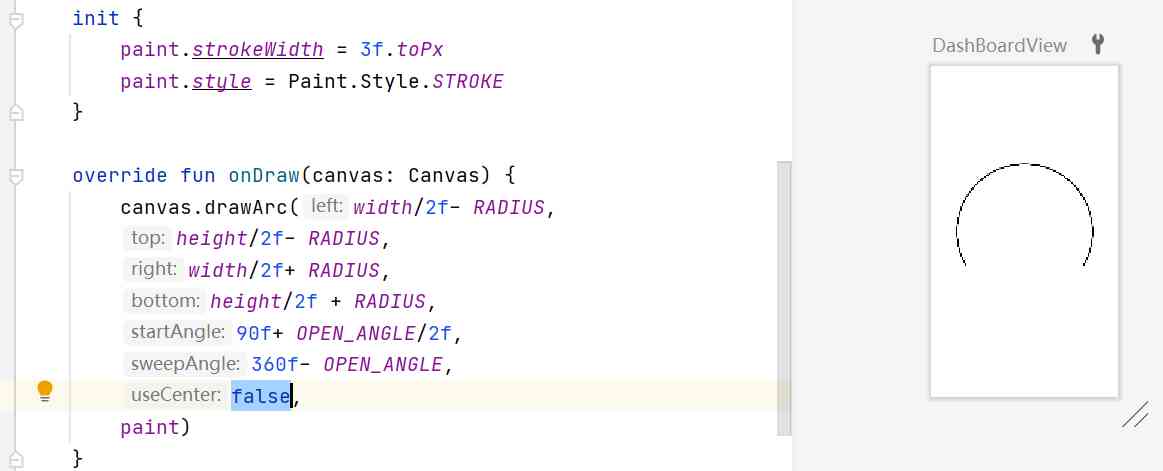 init {
paint.strokeWidth = 3f.toPx
paint.style = Paint.Style.STROKE
}
override fun onDraw(canvas: Canvas) {
canvas.drawArc( left: width/2f- RADIUS,
top: height/2f- RADIUS,
right: width/2f+ RADIUS,
bottom: height/2f + RADIUS,
startAngle: 90f+ OPEN_ANGLE/2f,
sweepAngle: 360f- OPEN_ANGLE,
useCenter: false,
paint)
}
DashBoardView